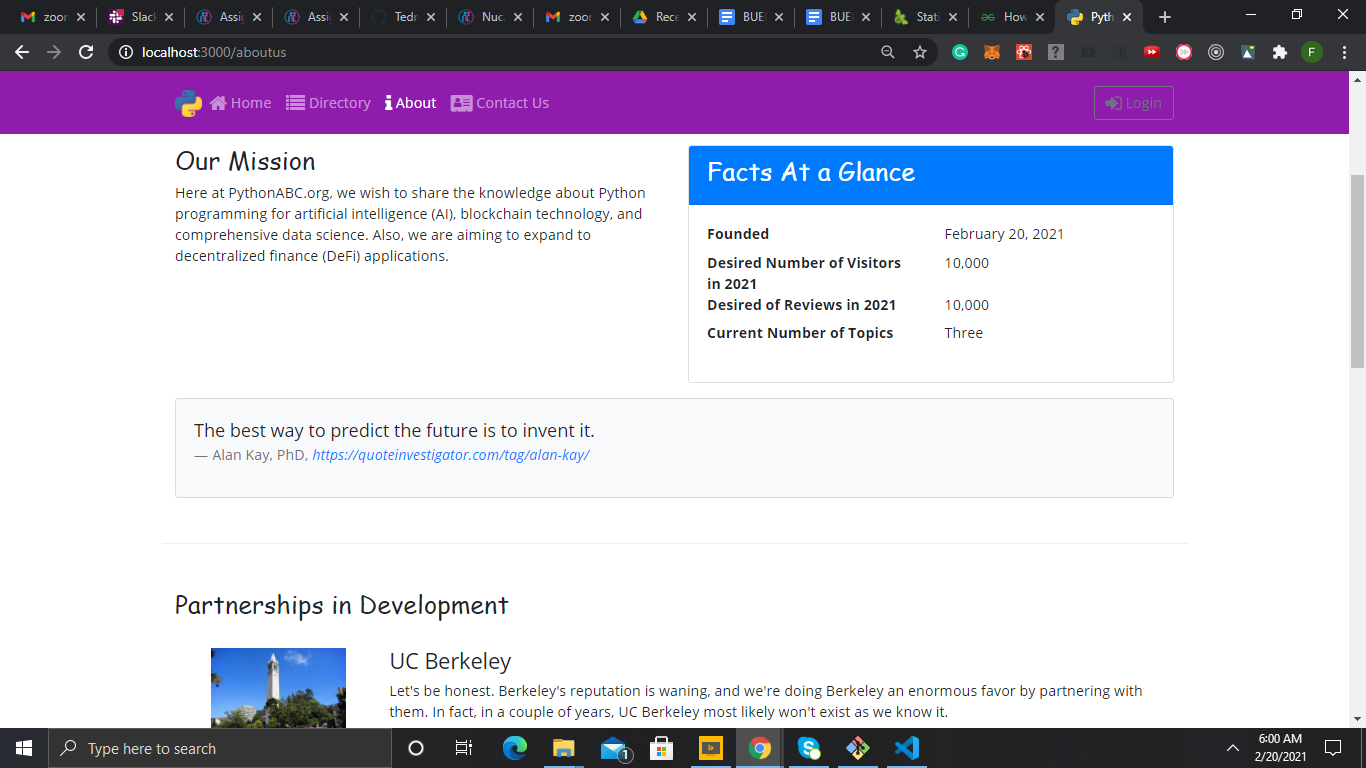 zoom
Slack
Assig
Assig
Tedr
Nuca
zoom
Rece
BUE
BUE
Stati
How
Pyth
localhost:3000/aboutus
F
Home
Directory
About
Contact Us
Login
Our Mission
Here at PythonABC.org, we wish to share the knowledge about Python
programming for artificial intelligence (AI), blockchain technology, and
comprehensive data science. Also, we are aiming to expand to
decentralized finance (DeFi) applications.
Facts At a Glance
Founded February 20, 2021
Desired Number of Visitors 10,000
in 2021
Desired of Reviews in 2021 10,000
Current Number of Topics Three
The best way to predict the future is to invent it.
— Alan Kay, PhD, https://quoteinvestigator.com/tag/alan-kay/
Partnerships in Development
UC Berkeley
Let's be honest. Berkeley's reputation is waning, and we're doing Berkeley an enormous favor by partnering with
them. In fact, in a couple of years, UC Berkeley most likely won't exist as we know it.
Type here to search
1
6:00 AM
2/20/2021